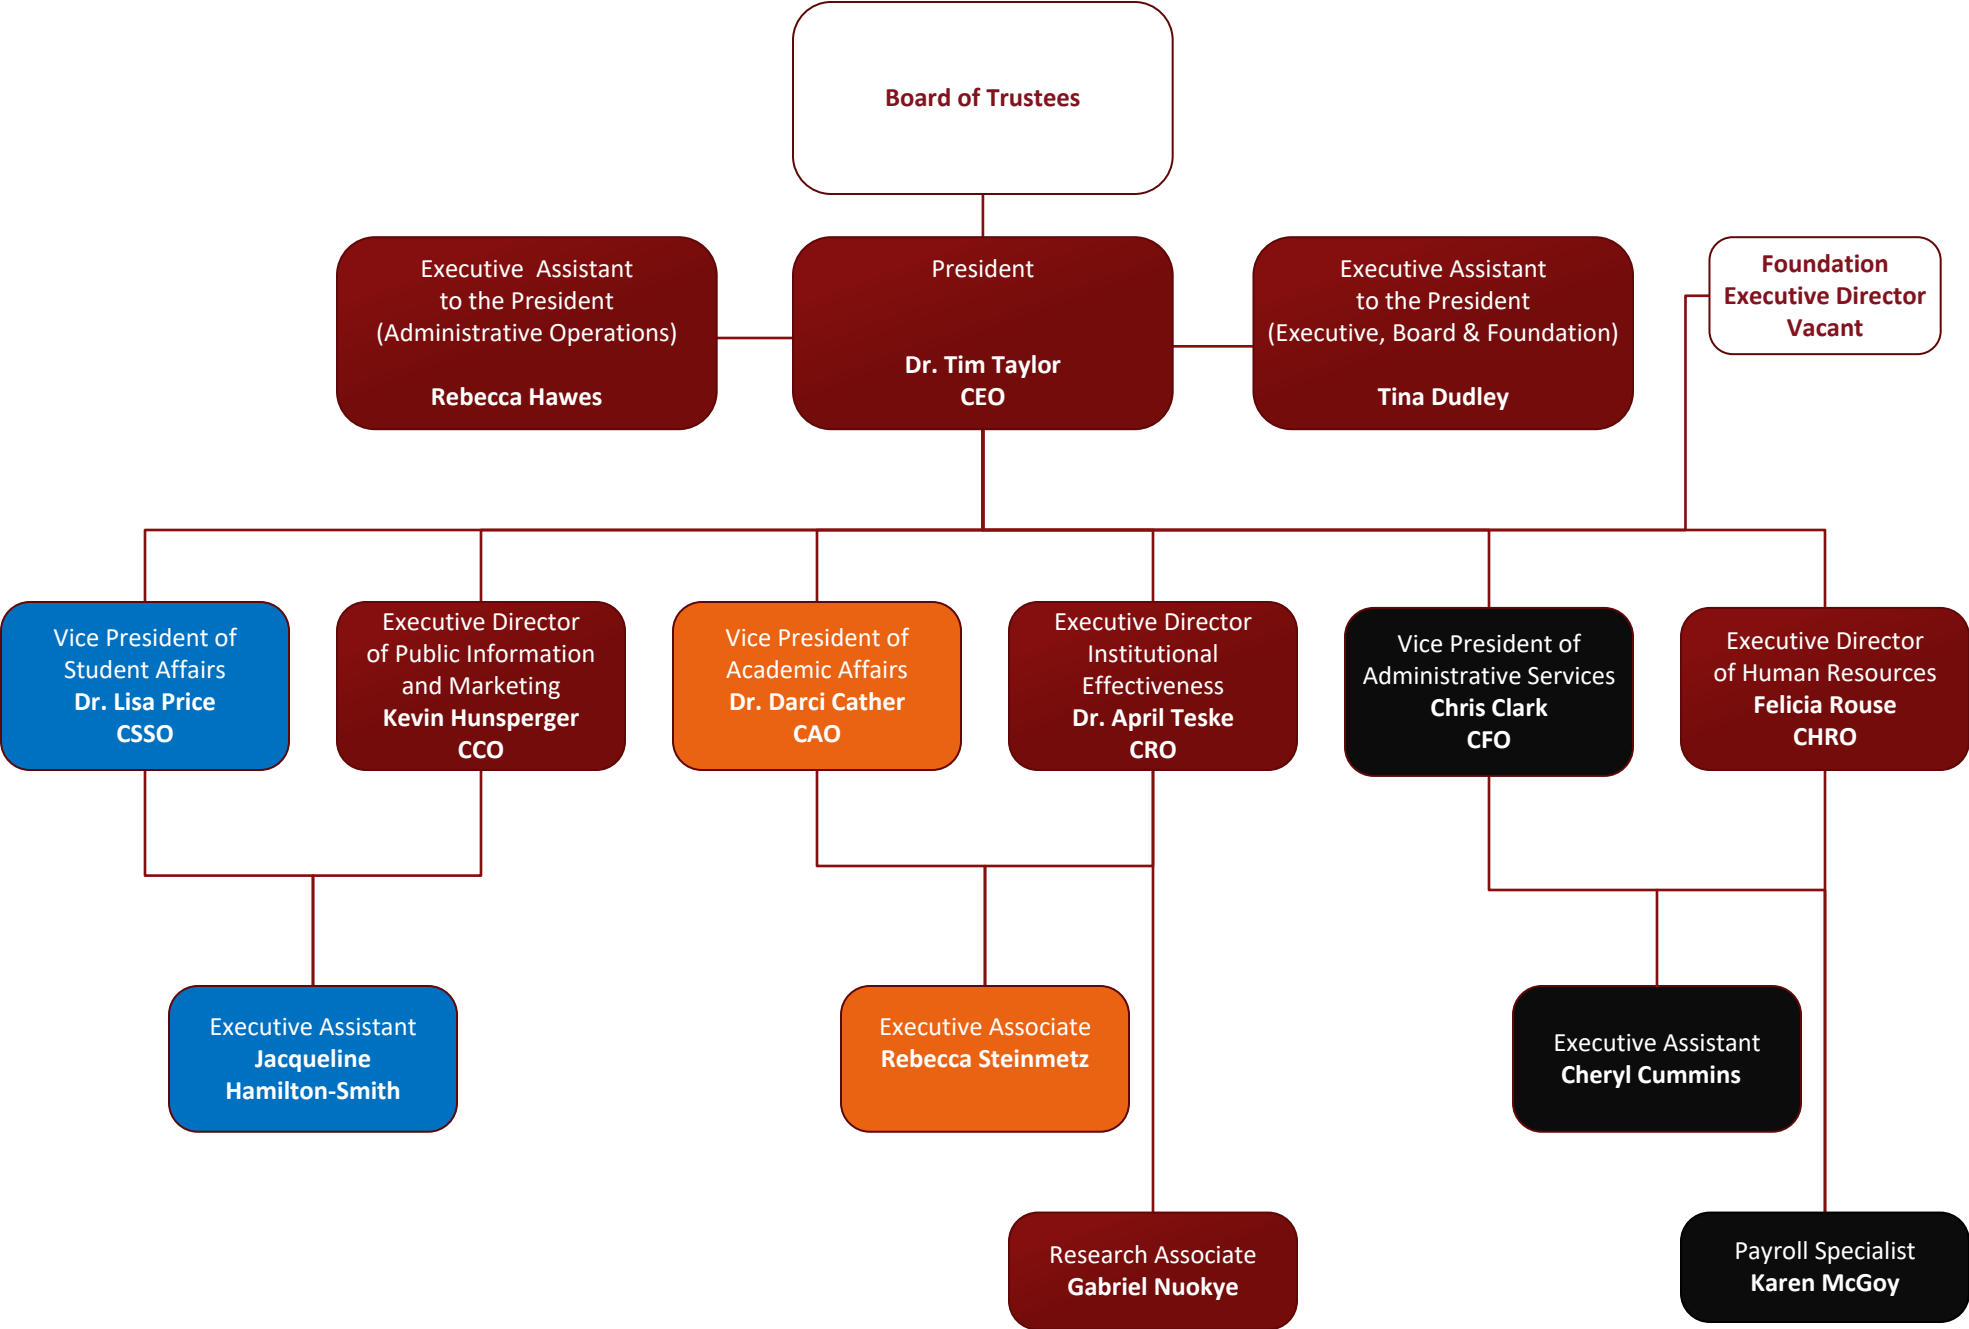 Board of Trustees
Executive Assistant
to the President
(Administrative Operations)
Rebecca Hawes
President
Dr. Tim Taylor
CEO
Executive Assistant
to the President
(Executive, Board & Foundation)
Tina Dudley
Foundation
Executive Director
Vacant
Vice President of
Student Affairs
Dr. Lisa Price
CSSO
Executive Director
of Public Information
and Marketing
Kevin Hunsperger
CCO
Vice President of
Academic Affairs
Dr. Darci Cather
CAO
Executive Director
Institutional
Effectiveness
Dr. April Teske
CRO
Vice President of
Administrative Services
Chris Clark
CFO
Executive Director
of Human Resources
Felicia Rouse
CHRO
Executive Assistant
Jacqueline
Hamilton-Smith
Executive Associate
Rebecca Steinmetz
Executive Assistant
Cheryl Cummins
Research Associate
Gabriel Nuokye
Payroll Specialist
Karen McGoy